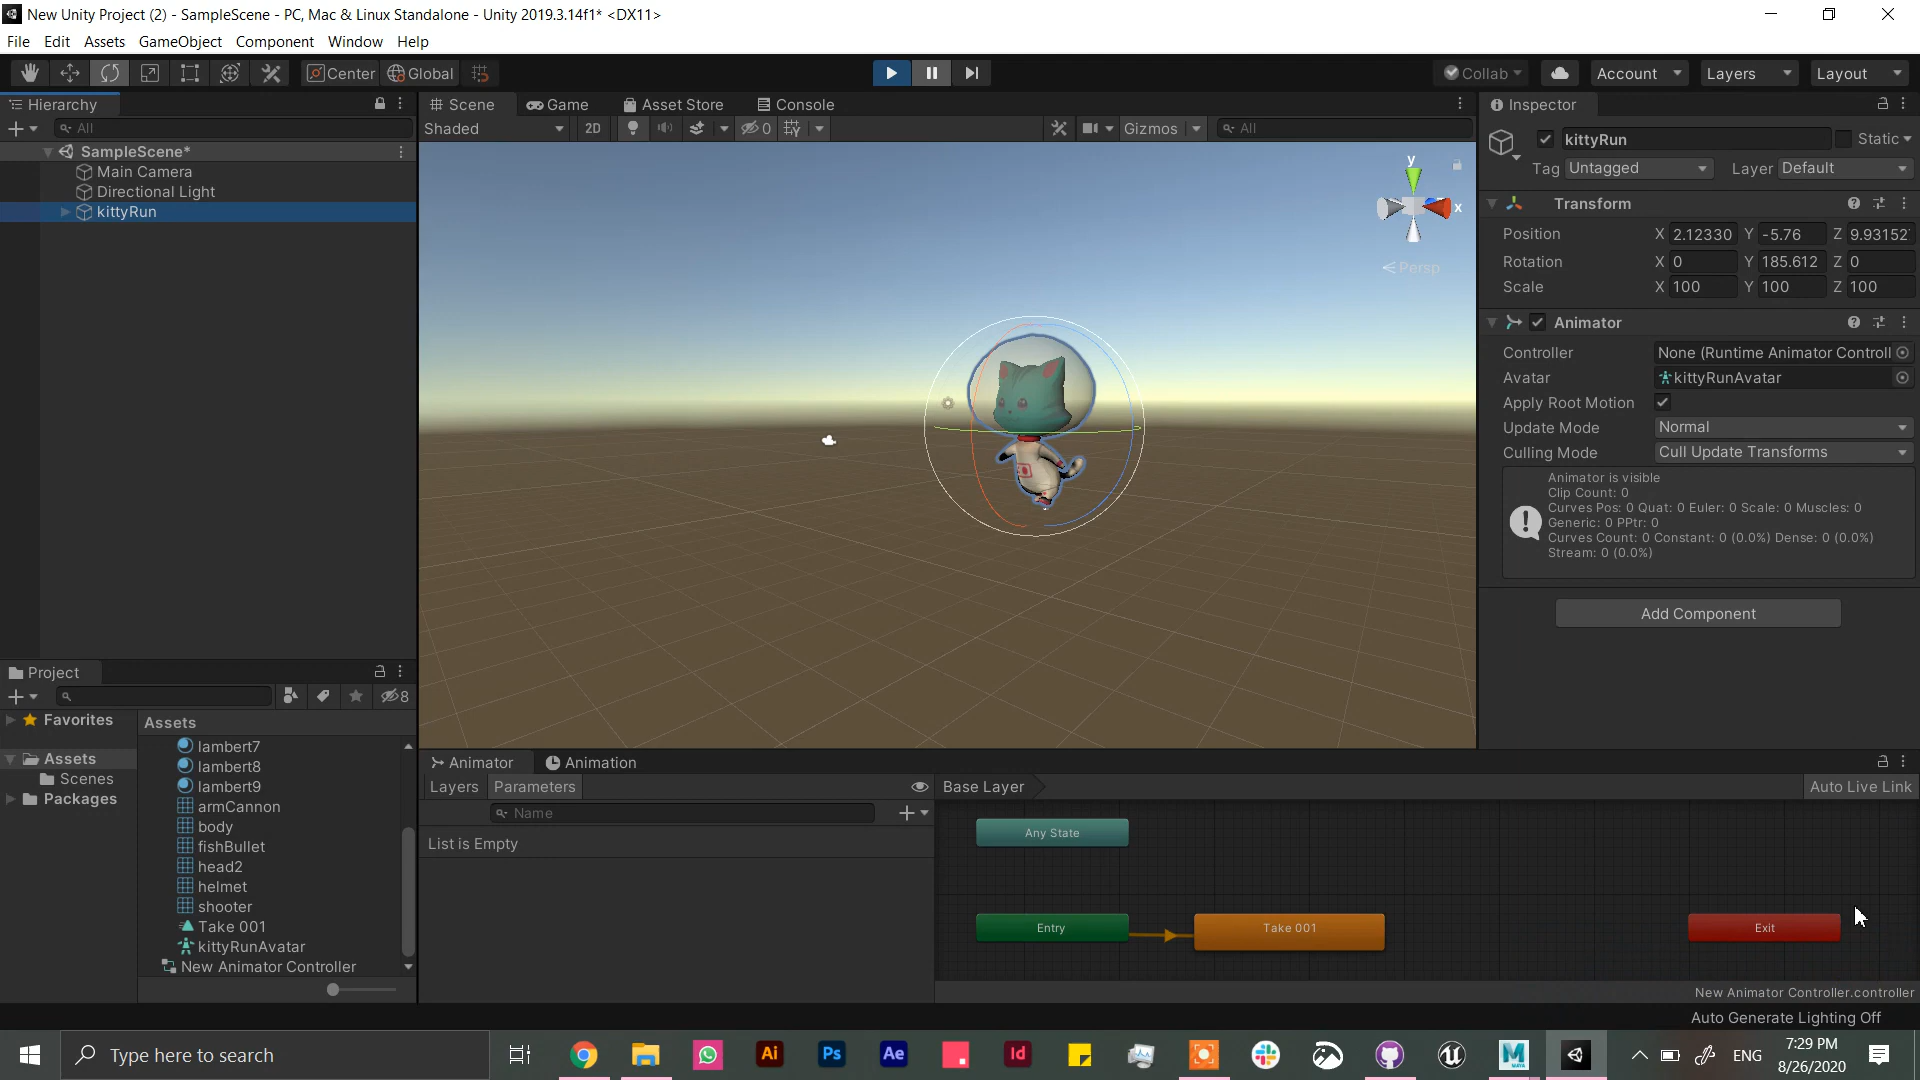 New Unity Project (2) - SampleScene - PC, Mac & Linux Standalone - Unity 2019.3.14f1* <DX11>
File Edit Assets GameObject Component Window Help
Center Global Collab Account Layers Layout
Hierarchy
All
SampleScene*
Main Camera
Directional Light
kittyRun
Scene Game Asset Store Console
Shaded 2D 0 Gizmos All
y
x
Persp
Inspector
kittyRun Static
Tag Untagged Layer Default
Transform
Position X 2.12330 Y -5.76 Z 9.93152
Rotation X 0 Y 185.612 Z 0
Scale X 100 Y 100 Z 100
Animator
Controller None (Runtime Animator Controll
Avatar kittyRunAvatar
Apply Root Motion
Update Mode Normal
Culling Mode Cull Update Transforms
Animator is visible
Clip Count: 0
Curves Pos: 0 Quat: 0 Euler: 0 Scale: 0 Muscles: 0
Generic: 0 PPtr: 0
Curves Count: 0 Constant: 0 (0.0%) Dense: 0 (0.0%)
Stream: 0 (0.0%)
Add Component
Project
8
Favorites
Assets
Scenes
Packages
Assets
lambert7
lambert8
lambert9
armCannon
body
fishBullet
head2
helmet
shooter
Take 001
kittyRunAvatar
New Animator Controller
Animator Animation
Layers Parameters
Name
List is Empty
Base Layer Auto Live Link
Any State
Entry
Take 001
Exit
New Animator Controller.controller
Auto Generate Lighting Off
Type here to search
Ai Ps Ae Id
ENG
7:29 PM
8/26/2020